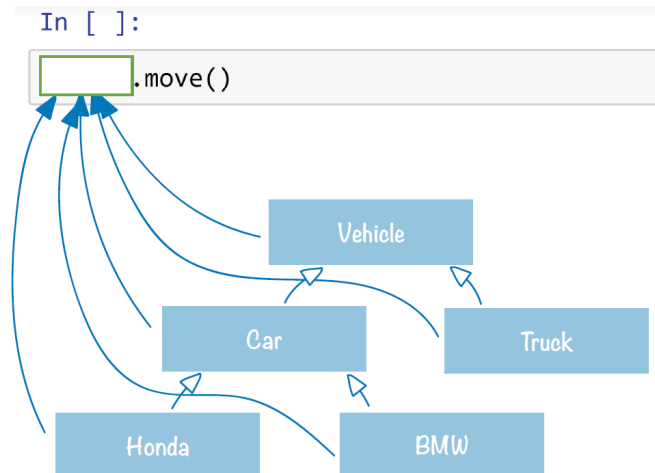 In [ ]:
.move()
Vehicle
Car
Truck
Honda
BMW